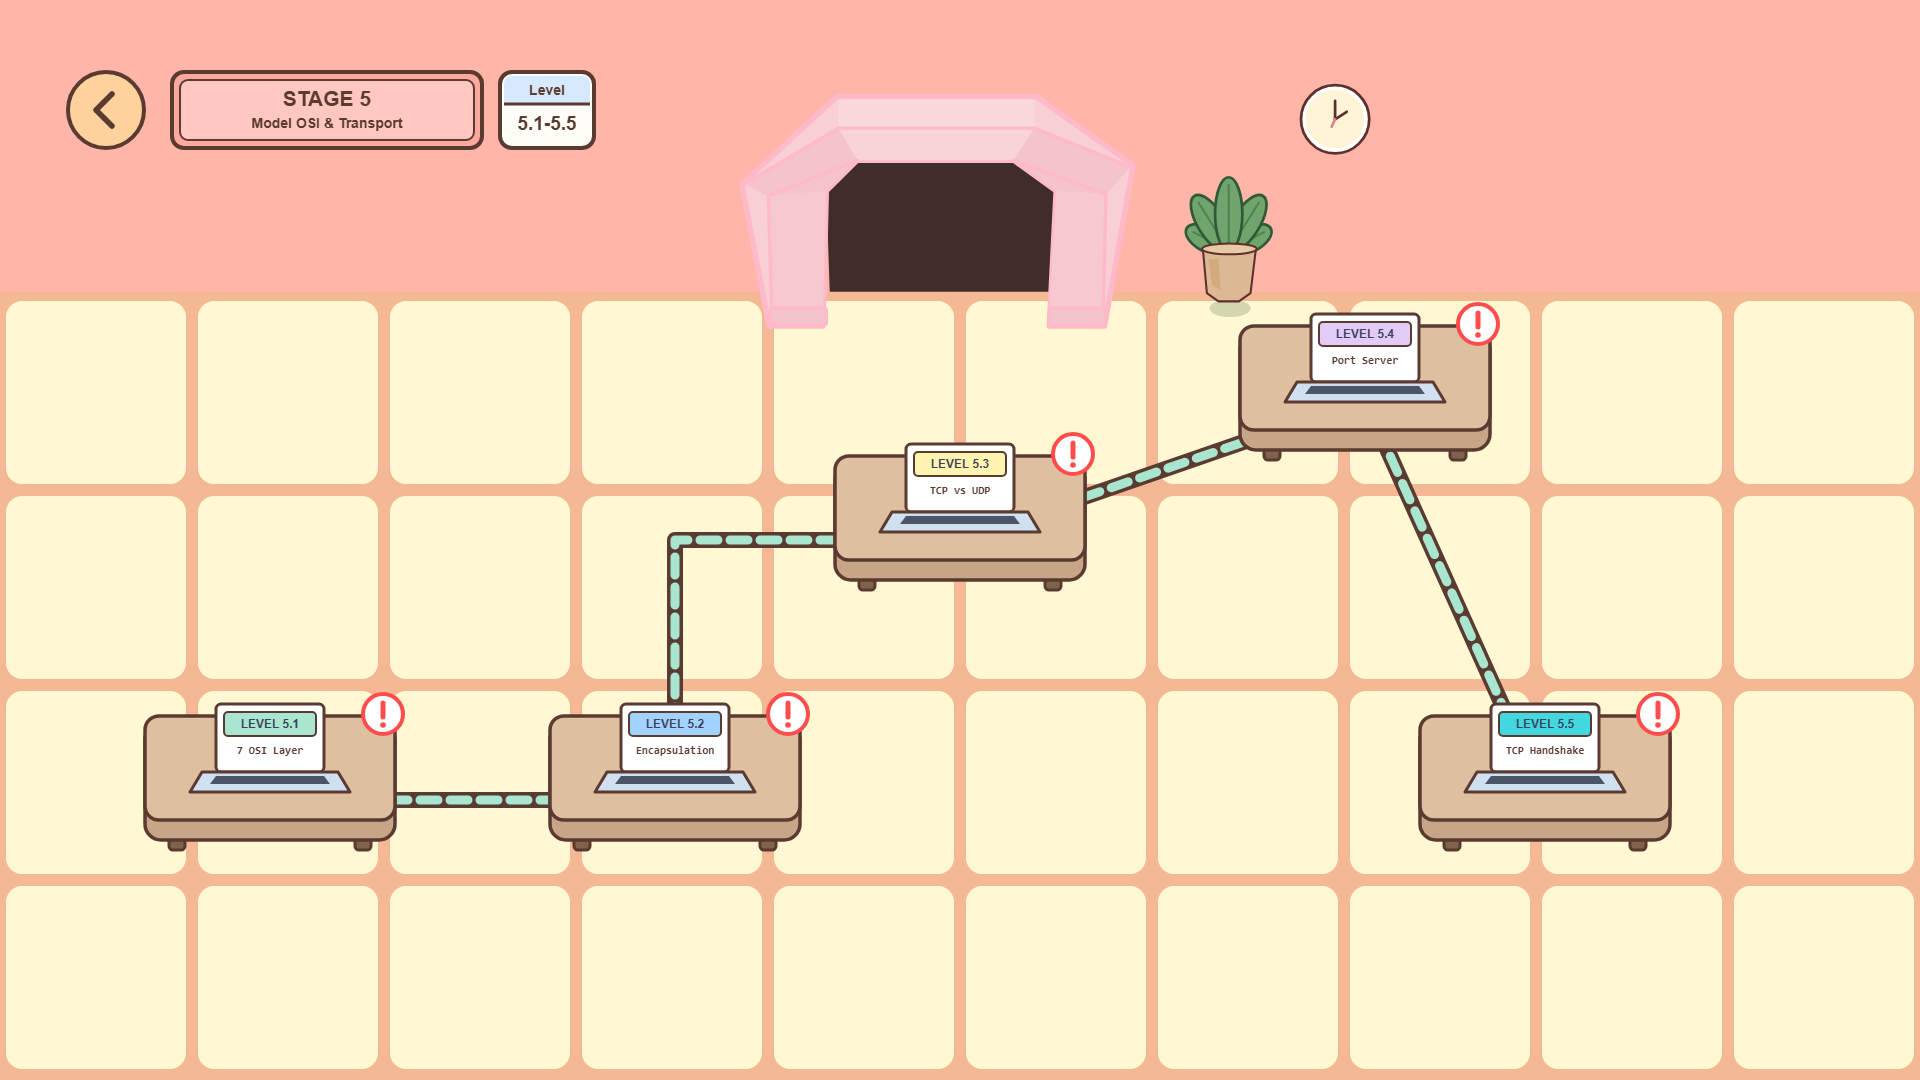 STAGE 5
Model OSI & Transport
Level
5.1-5.5
LEVEL 5.4
Port Server
LEVEL 5.3
TCP vs UDP
LEVEL 5.1
7 OSI Layer
LEVEL 5.2
Encapsulation
LEVEL 5.5
TCP Handshake